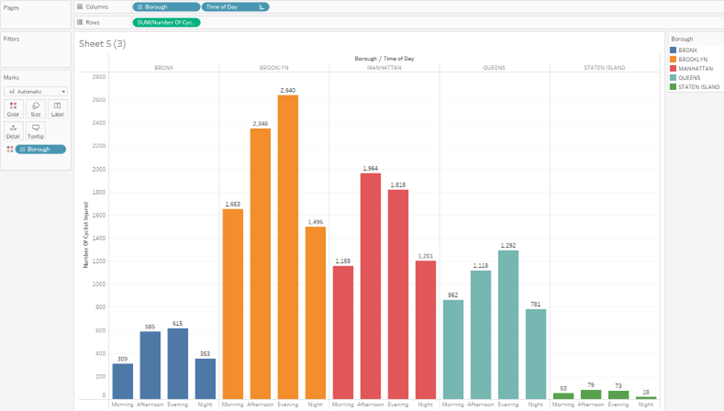 Pages
Columns
Borough
Time of Day
Rows
SUM(Number Of Cyc..
Filters
Sheet 5 (3)
Marks
Automatic
Color
Size
Label
Detail
Tooltip
Borough
Borough / Time of Day
BRONX
BROOKLYN
MANHATTAN
QUEENS
STATEN ISLAND
Number Of Cyclist Injured
2800
2600
2400
2200
2000
1800
1600
1400
1200
1000
800
600
400
200
0
309
585
615
353
1,653
2,348
2,640
1,496
1,158
1,964
1,818
1,201
862
1,118
1,292
781
53
79
73
18
Morning Afternoon Evening Night Morning Afternoon Evening Night Morning Afternoon Evening Night Morning Afternoon Evening Night Morning Afternoon Evening Night
Borough
BRONX
BROOKLYN
MANHATTAN
QUEENS
STATEN ISLAND